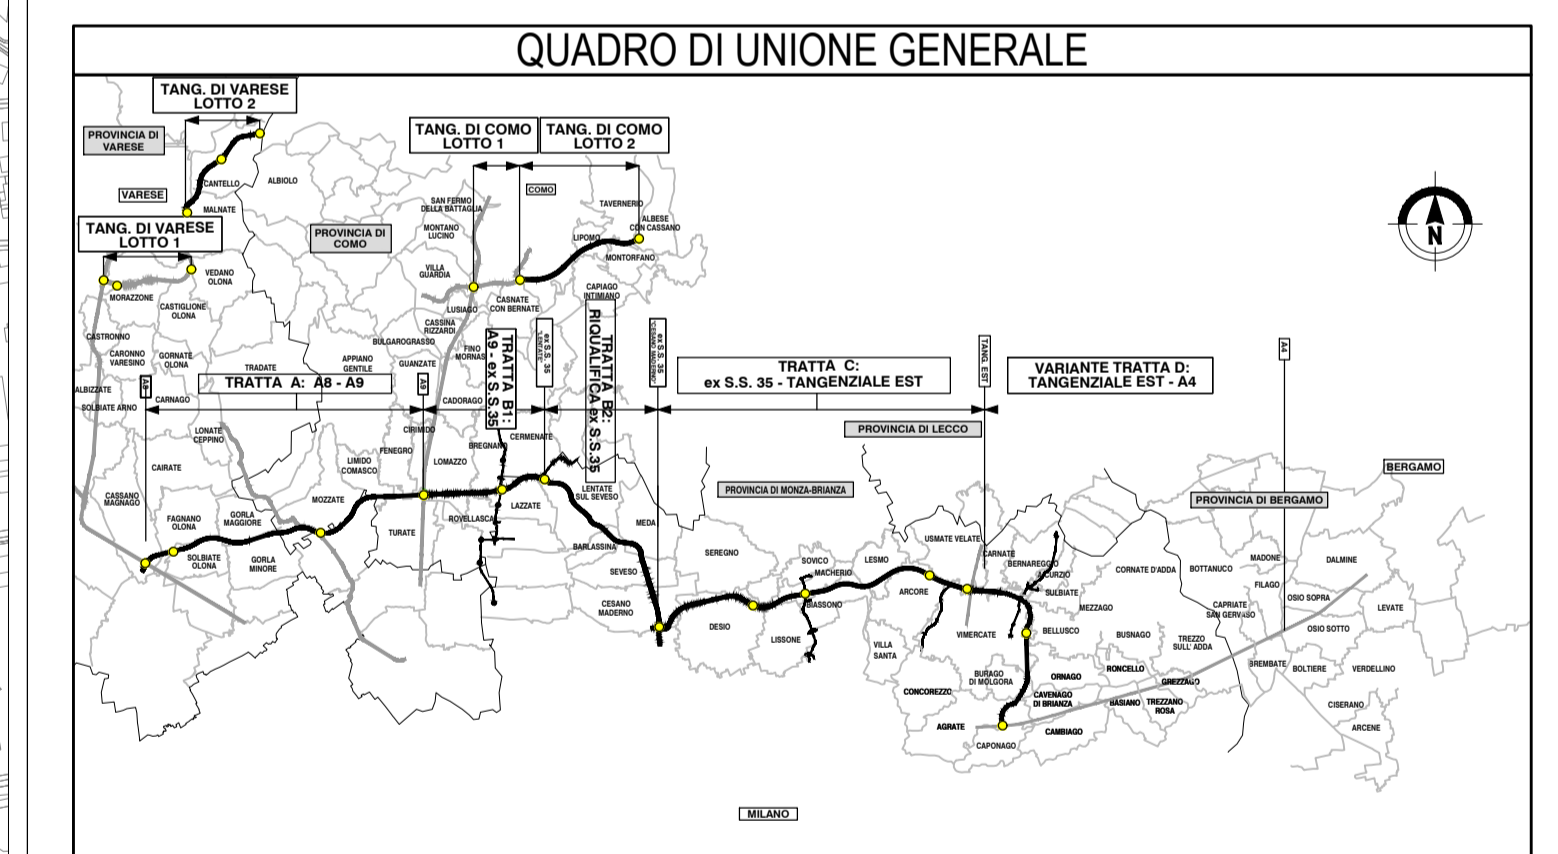 QUADRO DI UNIONE GENERALE
TANG. DI VARESE
LOTTO 2
PROVINCIA DI
VARESE
TANG. DI COMO
LOTTO 1
TANG. DI COMO
LOTTO 2
CANTELLO
ALBIOLO
VARESE
MALNATE
COMO
SAN FERMO
DELLA BATTAGLIA
TAVERNERIO
ALBESE
CON CASSANO
TANG. DI VARESE
LOTTO 1
PROVINCIA DI
COMO
MONTANO
LUCINO
LIPOMO
MONTORFANO
N
VEDANO
OLONA
VILLA
GUARDIA
MORAZZONE
CAPIAGO
INTIMIANO
CASTIGLIONE
OLONA
LUSIAGO
CASNATE
CON BERNATE
CASTRONNO
CASSINA
RIZZARDI
BULGAROGRASSO
CARONNO
VARESINO
GORNATE
OLONA
TRADATE
APPIANO
GENTILE
GUANZATE
FINO
MORNAS
TRATTA B1:
A9 - ex S.S.35
ex S.S. 35
"LENTATE"
TRATTA B2:
RIQUALIFICA ex S.S.35
ex S.S. 35
"CESANO MADERNO"
TRATTA C:
ex S.S. 35 - TANGENZIALE EST
TANG. EST
VARIANTE TRATTA D:
TANGENZIALE EST - A4
A4
ALBIZZATE
A8
TRATTA A: A8 - A9
A9
SOLBIATE ARNO
CARNAGO
CADORAGO
LONATE
CEPPINO
CIRIMIDO
CERMENATE
PROVINCIA DI LECCO
FENEGRO
BREGNANO
CAIRATE
LIMIDO
COMASCO
LOMAZZO
BERGAMO
CASSANO
MAGNAGO
MOZZATE
LENTATE
SUL SEVESO
PROVINCIA DI MONZA-BRIANZA
PROVINCIA DI BERGAMO
FAGNANO
OLONA
GORLA
MAGGIORE
ROVELLASCA
LAZZATE
MEDA
TURATE
SOLBIATE
OLONA
GORLA
MINORE
BARLASSINA
SEVESO
SEREGNO
SOVICO
MACHERIO
LESMO
USMATE VELATE
CARNATE
BERNAREGGIO
AICURZIO
CORNATE D'ADDA
BOTTANUCO
MADONE
DALMINE
FILAGO
CESANO
MADERNO
DESIO
BIASSONO
ARCORE
SULBIATE
MEZZAGO
CAPRIATE
SAN GERVASO
OSIO SOPRA
LEVATE
LISSONE
VILLA
SANTA
VIMERCATE
BELLUSCO
BUSNAGO
TREZZO
SULL' ADDA
OSIO SOTTO
BURAGO
DI MOLGORA
ORNAGO
RONCELLO
GREZZAGO
BREMBATE
BOLTIERE
VERDELLINO
CONCOREZZO
CAVENAGO
DI BRIANZA
BASIANO
TREZZANO
ROSA
CISERANO
AGRATE
CAMBIAGO
ARCENE
CAPONAGO
MILANO